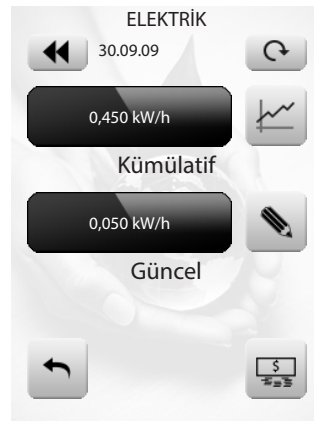 ELEKTRİK
30.09.09
0,450 kW/h
Kümülatif
0,050 kW/h
Güncel
$